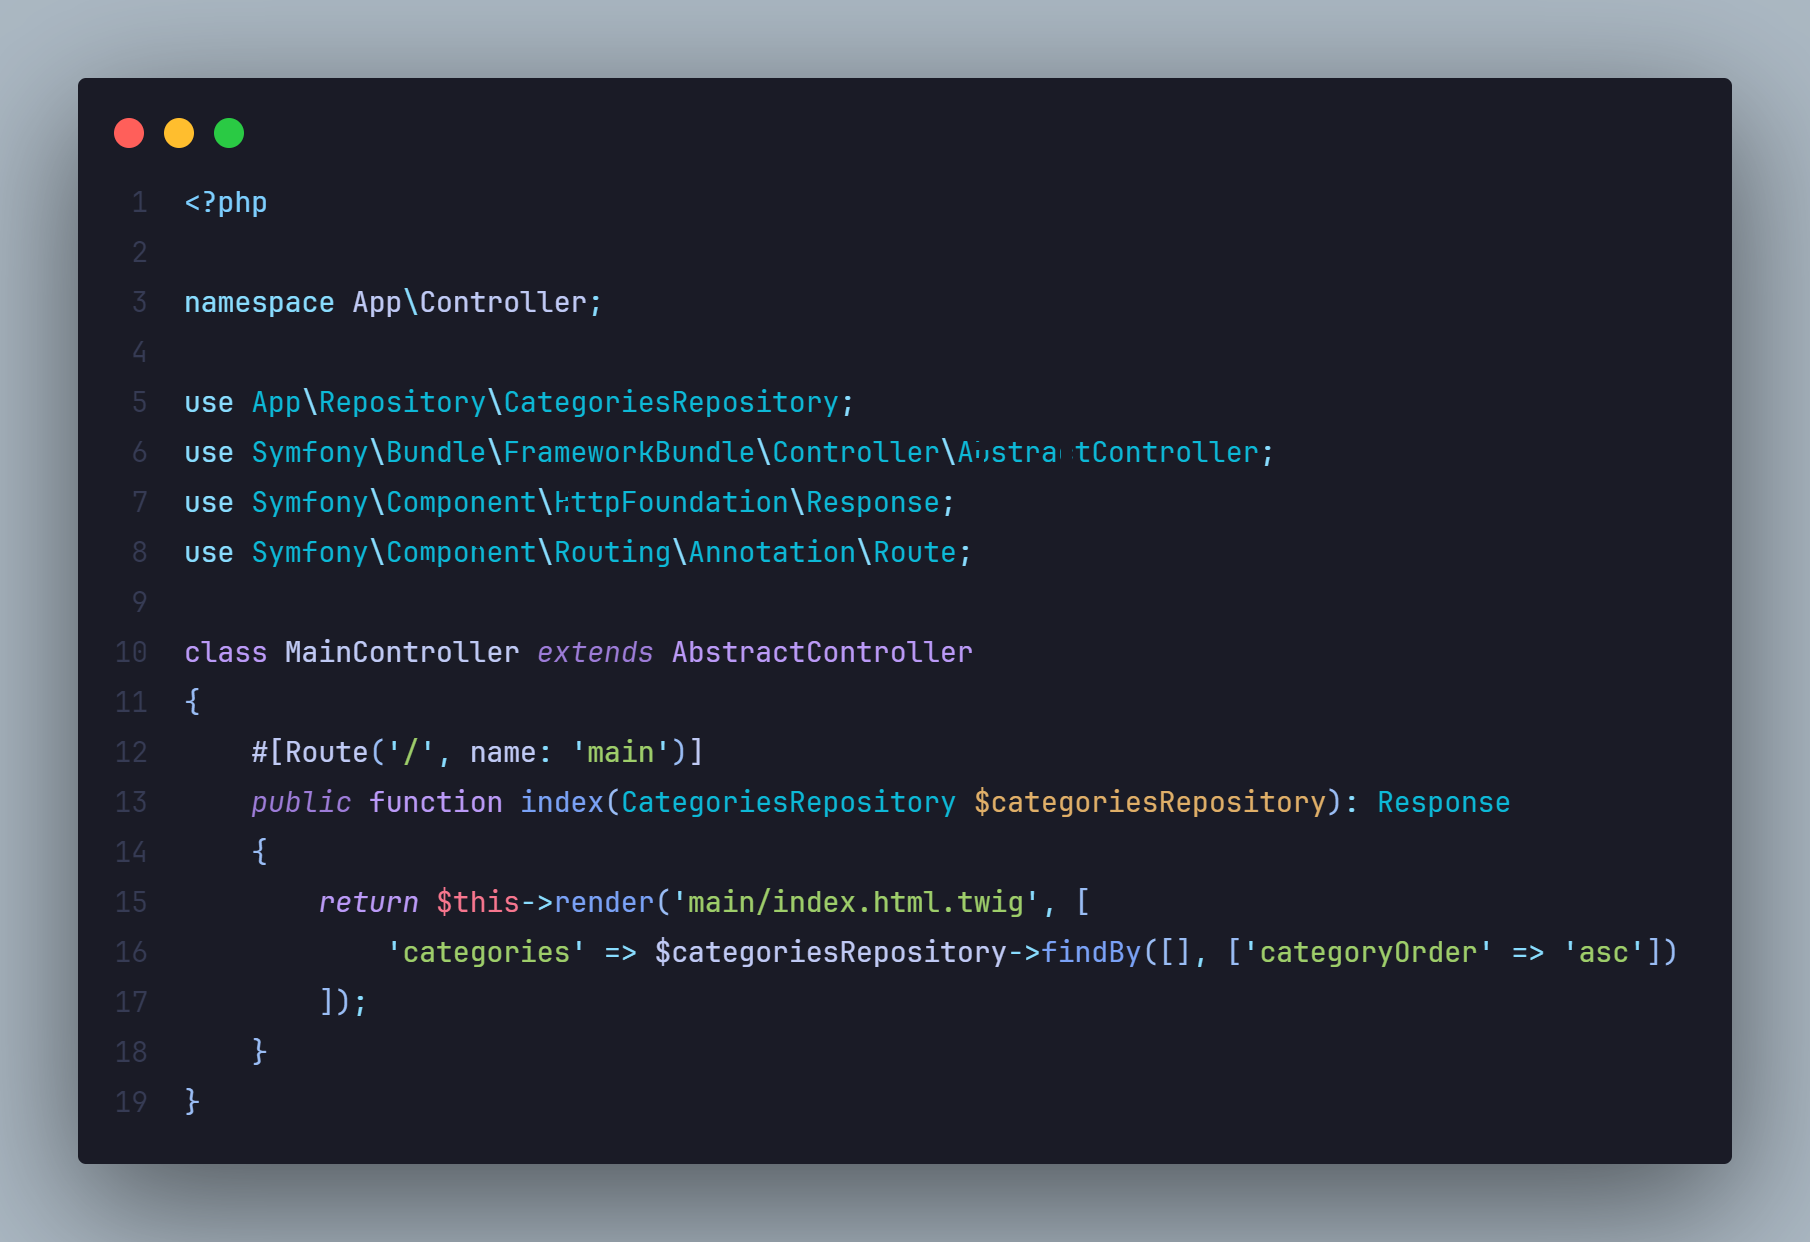 1 <?php
2
3 namespace App\Controller;
4
5 use App\Repository\CategoriesRepository;
6 use Symfony\Bundle\FrameworkBundle\Controller\AbstractController;
7 use Symfony\Component\HttpFoundation\Response;
8 use Symfony\Component\Routing\Annotation\Route;
9
10 class MainController extends AbstractController
11 {
12     #[Route('/', name: 'main')]
13     public function index(CategoriesRepository $categoriesRepository): Response
14     {
15         return $this->render('main/index.html.twig', [
16             'categories' => $categoriesRepository->findBy([], ['categoryOrder' => 'asc'])
17         ]);
18     }
19 }